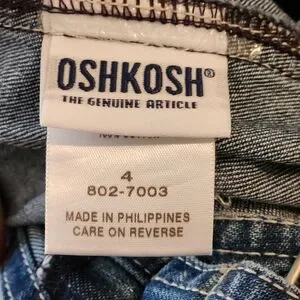 OSHKOSH®
THE GENUINE ARTICLE
4
802-7003
MADE IN PHILIPPINES
CARE ON REVERSE